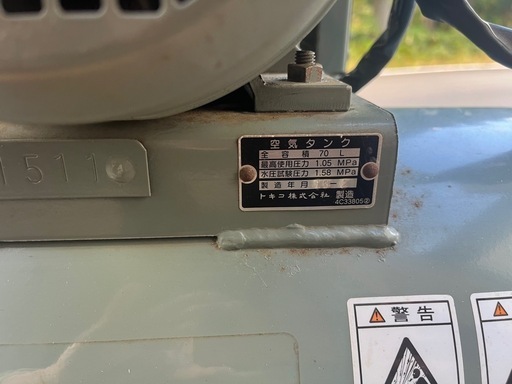 1511
空気タンク
全容積 70 L
最高使用圧力 1.05 MPa
水圧試験圧力 1.58 MPa
製造年月 －
トキコ株式会社 製造
4C33805②
警告